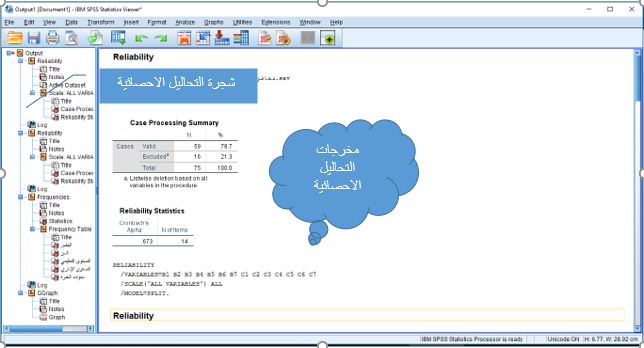 Output1 [Document1] - IBM SPSS Statistics Viewer*
File Edit View Data Transform Insert Format Analyze Graphs Utilities Extensions Window Help
Output
Reliability
Title
Notes
Active Dataset
Scale: ALL VARIA
Title
Case Proces
Reliability St
Log
Reliability
Title
Notes
Scale: ALL VARIA
Title
Case Proces
Reliability St
Log
Frequencies
Title
Notes
Statistics
Frequency Table
Title
الجنس
السن
المستوى التعليمي
المستوى الإداري
سنوات الخبرة
Log
GGraph
Title
Notes
Graph
Reliability
شجرة التحاليل الاحصائية
Case Processing Summary
N %
Cases Valid 59 78.7
Excludedᵃ 16 21.3
Total 75 100.0
a. Listwise deletion based on all
variables in the procedure.
مخرجات
التحاليل
الاحصائية
Reliability Statistics
Cronbach's
Alpha N of Items
.673 14
RELIABILITY
/VARIABLES=B1 B2 B3 B4 B5 B6 B7 C1 C2 C3 C4 C5 C6 C7
/SCALE('ALL VARIABLES') ALL
/MODEL=SPLIT.
Reliability
IBM SPSS Statistics Processor is ready Unicode:ON H: 6.77, W: 28.92 cm